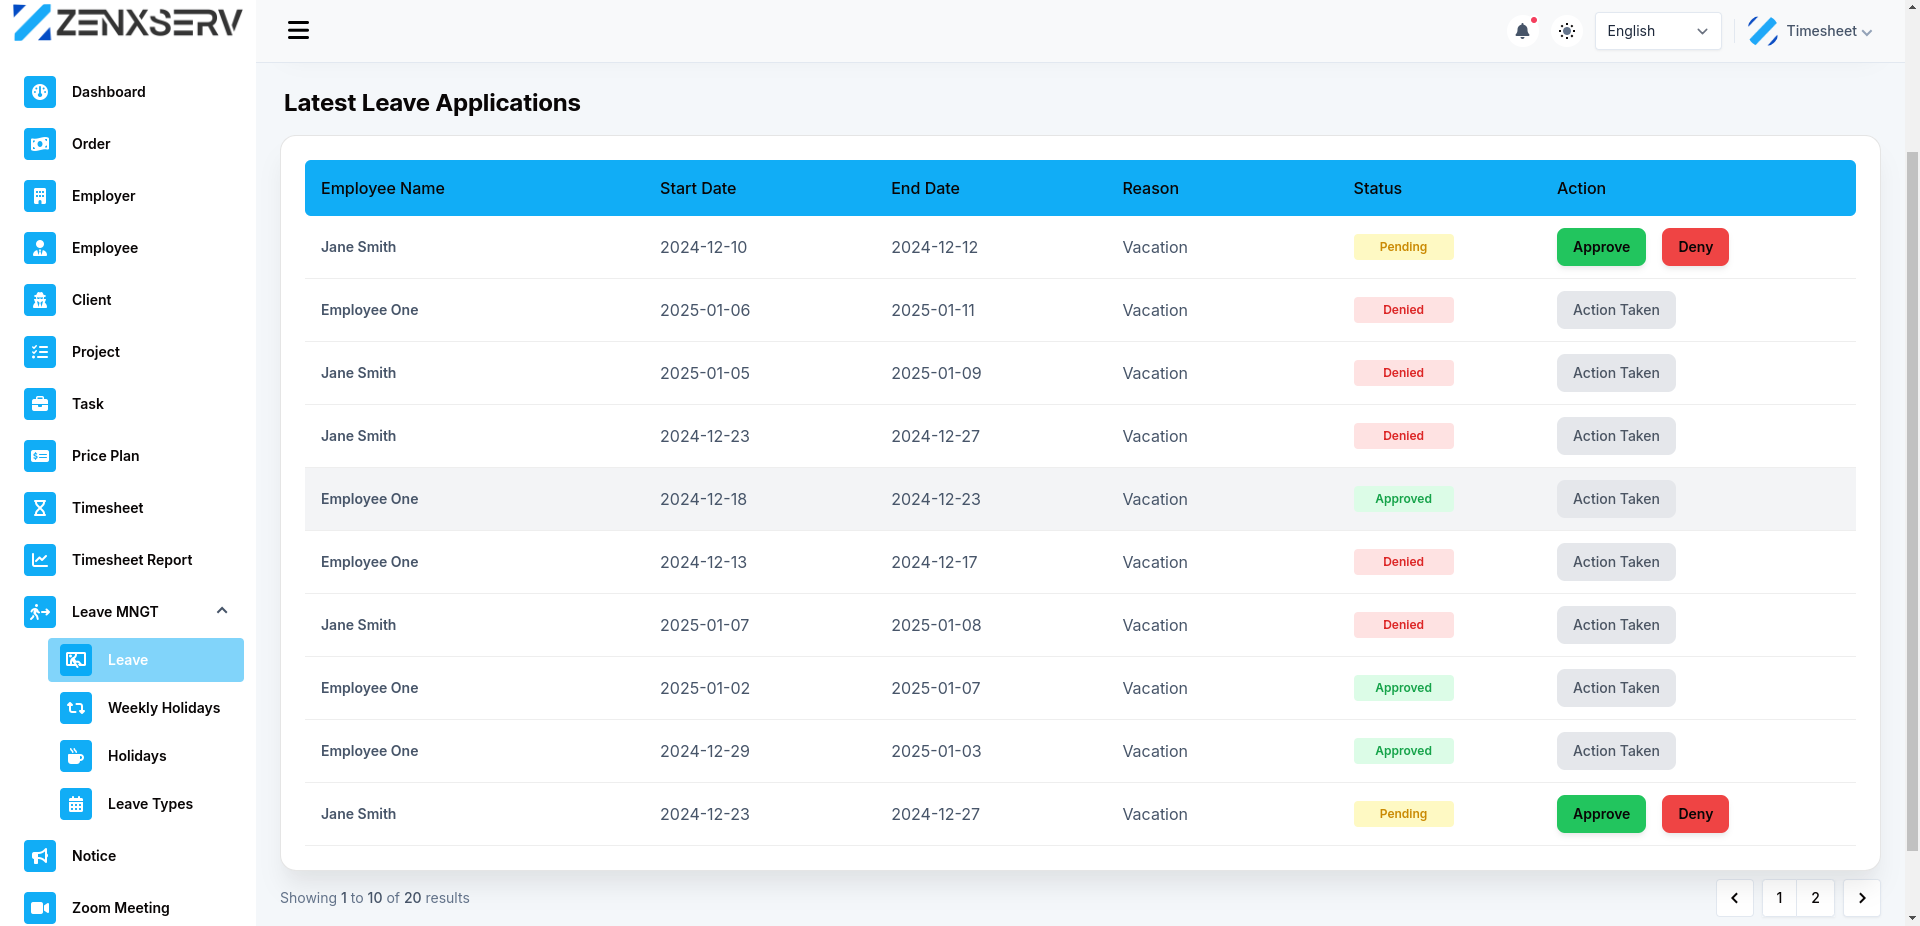 ZENXSERV
English
Timesheet
Dashboard
Order
Employer
Employee
Client
Project
Task
Price Plan
Timesheet
Timesheet Report
Leave MNGT
Leave
Weekly Holidays
Holidays
Leave Types
Notice
Zoom Meeting
Latest Leave Applications
Employee Name Start Date End Date Reason Status Action
Jane Smith 2024-12-10 2024-12-12 Vacation Pending Approve Deny
Employee One 2025-01-06 2025-01-11 Vacation Denied Action Taken
Jane Smith 2025-01-05 2025-01-09 Vacation Denied Action Taken
Jane Smith 2024-12-23 2024-12-27 Vacation Denied Action Taken
Employee One 2024-12-18 2024-12-23 Vacation Approved Action Taken
Employee One 2024-12-13 2024-12-17 Vacation Denied Action Taken
Jane Smith 2025-01-07 2025-01-08 Vacation Denied Action Taken
Employee One 2025-01-02 2025-01-07 Vacation Approved Action Taken
Employee One 2024-12-29 2025-01-03 Vacation Approved Action Taken
Jane Smith 2024-12-23 2024-12-27 Vacation Pending Approve Deny
Showing 1 to 10 of 20 results
1 2